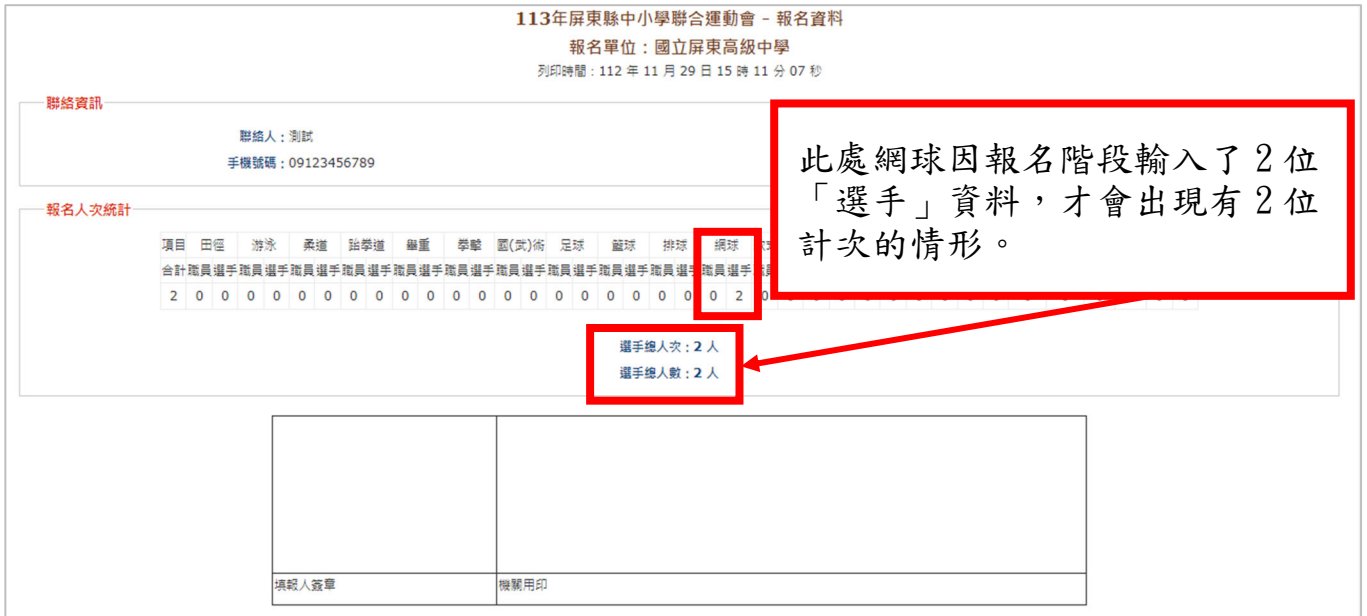 113年屏東縣中小學聯合運動會 - 報名資料
報名單位：國立屏東高級中學
列印時間：112 年 11 月 29 日 15 時 11 分 07 秒
聯絡資訊
聯絡人：測試
手機號碼：09123456789
此處網球因報名階段輸入了2位
「選手」資料，才會出現有2位
計次的情形。
報名人次統計
項目 田徑 游泳 柔道 跆拳道 舉重 拳擊 國(武)術 足球 籃球 排球 網球
合計 職員 選手 職員 選手 職員 選手 職員 選手 職員 選手 職員 選手 職員 選手 職員 選手 職員 選手 職員 選手 職員 選手
2 0 0 0 0 0 0 0 0 0 0 0 0 0 0 0 0 0 0 0 0 0 2 0
選手總人次：2 人
選手總人數：2 人
填報人簽章 機關用印